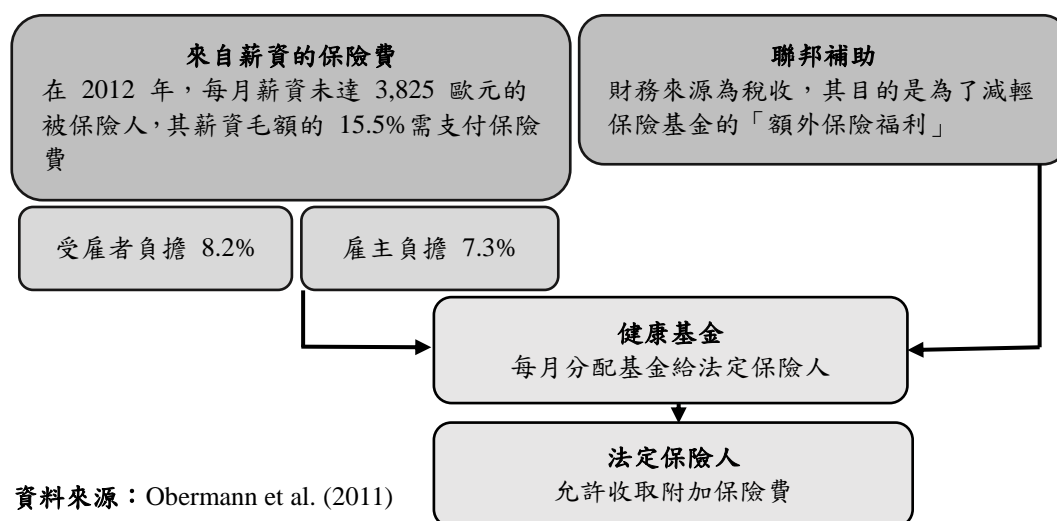 來自薪資的保險費
在 2012 年，每月薪資未達 3,825 歐元的
被保險人，其薪資毛額的 15.5%需支付保險
費
聯邦補助
財務來源為稅收，其目的是為了減輕
保險基金的「額外保險福利」
受雇者負擔 8.2%
雇主負擔 7.3%
健康基金
每月分配基金給法定保險人
法定保險人
允許收取附加保險費
資料來源：Obermann et al. (2011)